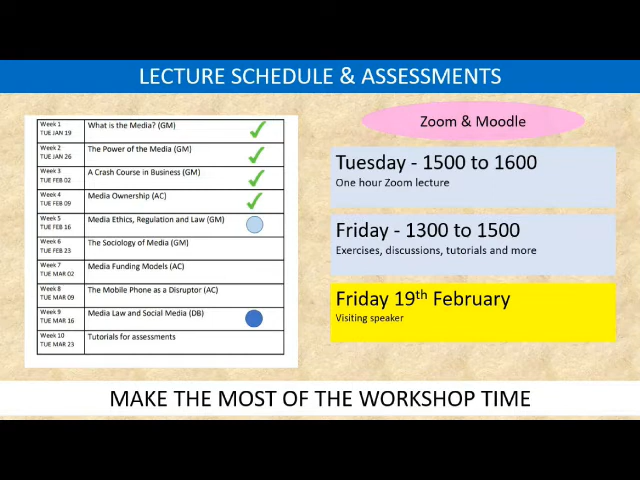 LECTURE SCHEDULE & ASSESSMENTS
Week 1
TUE JAN 19
What is the Media? (GM)
Week 2
TUE JAN 26
The Power of the Media (GM)
Week 3
TUE FEB 02
A Crash Course in Business (GM)
Week 4
TUE FEB 09
Media Ownership (AC)
Week 5
TUE FEB 16
Media Ethics, Regulation and Law (GM)
Week 6
TUE FEB 23
The Sociology of Media (GM)
Week 7
TUE MAR 02
Media Funding Models (AC)
Week 8
TUE MAR 09
The Mobile Phone as a Disruptor (AC)
Week 9
TUE MAR 16
Media Law and Social Media (DB)
Week 10
TUE MAR 23
Tutorials for assessments
Zoom & Moodle
Tuesday - 1500 to 1600
One hour Zoom lecture
Friday - 1300 to 1500
Exercises, discussions, tutorials and more
Friday 19th February
Visiting speaker
MAKE THE MOST OF THE WORKSHOP TIME